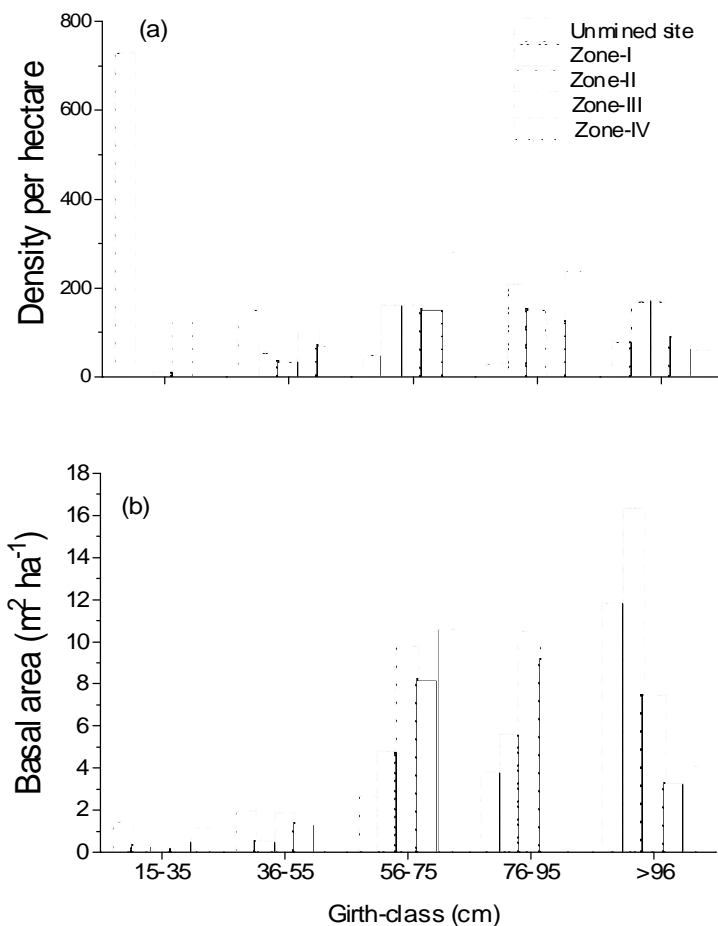 (a)
Unmined site
Zone-I
Zone-II
Zone-III
Zone-IV
Density per hectare
800
600
400
200
0
(b)
Basal area (m² ha⁻¹)
18
16
14
12
10
8
6
4
2
0
15-35 36-55 56-75 76-95 >96
Girth-class (cm)